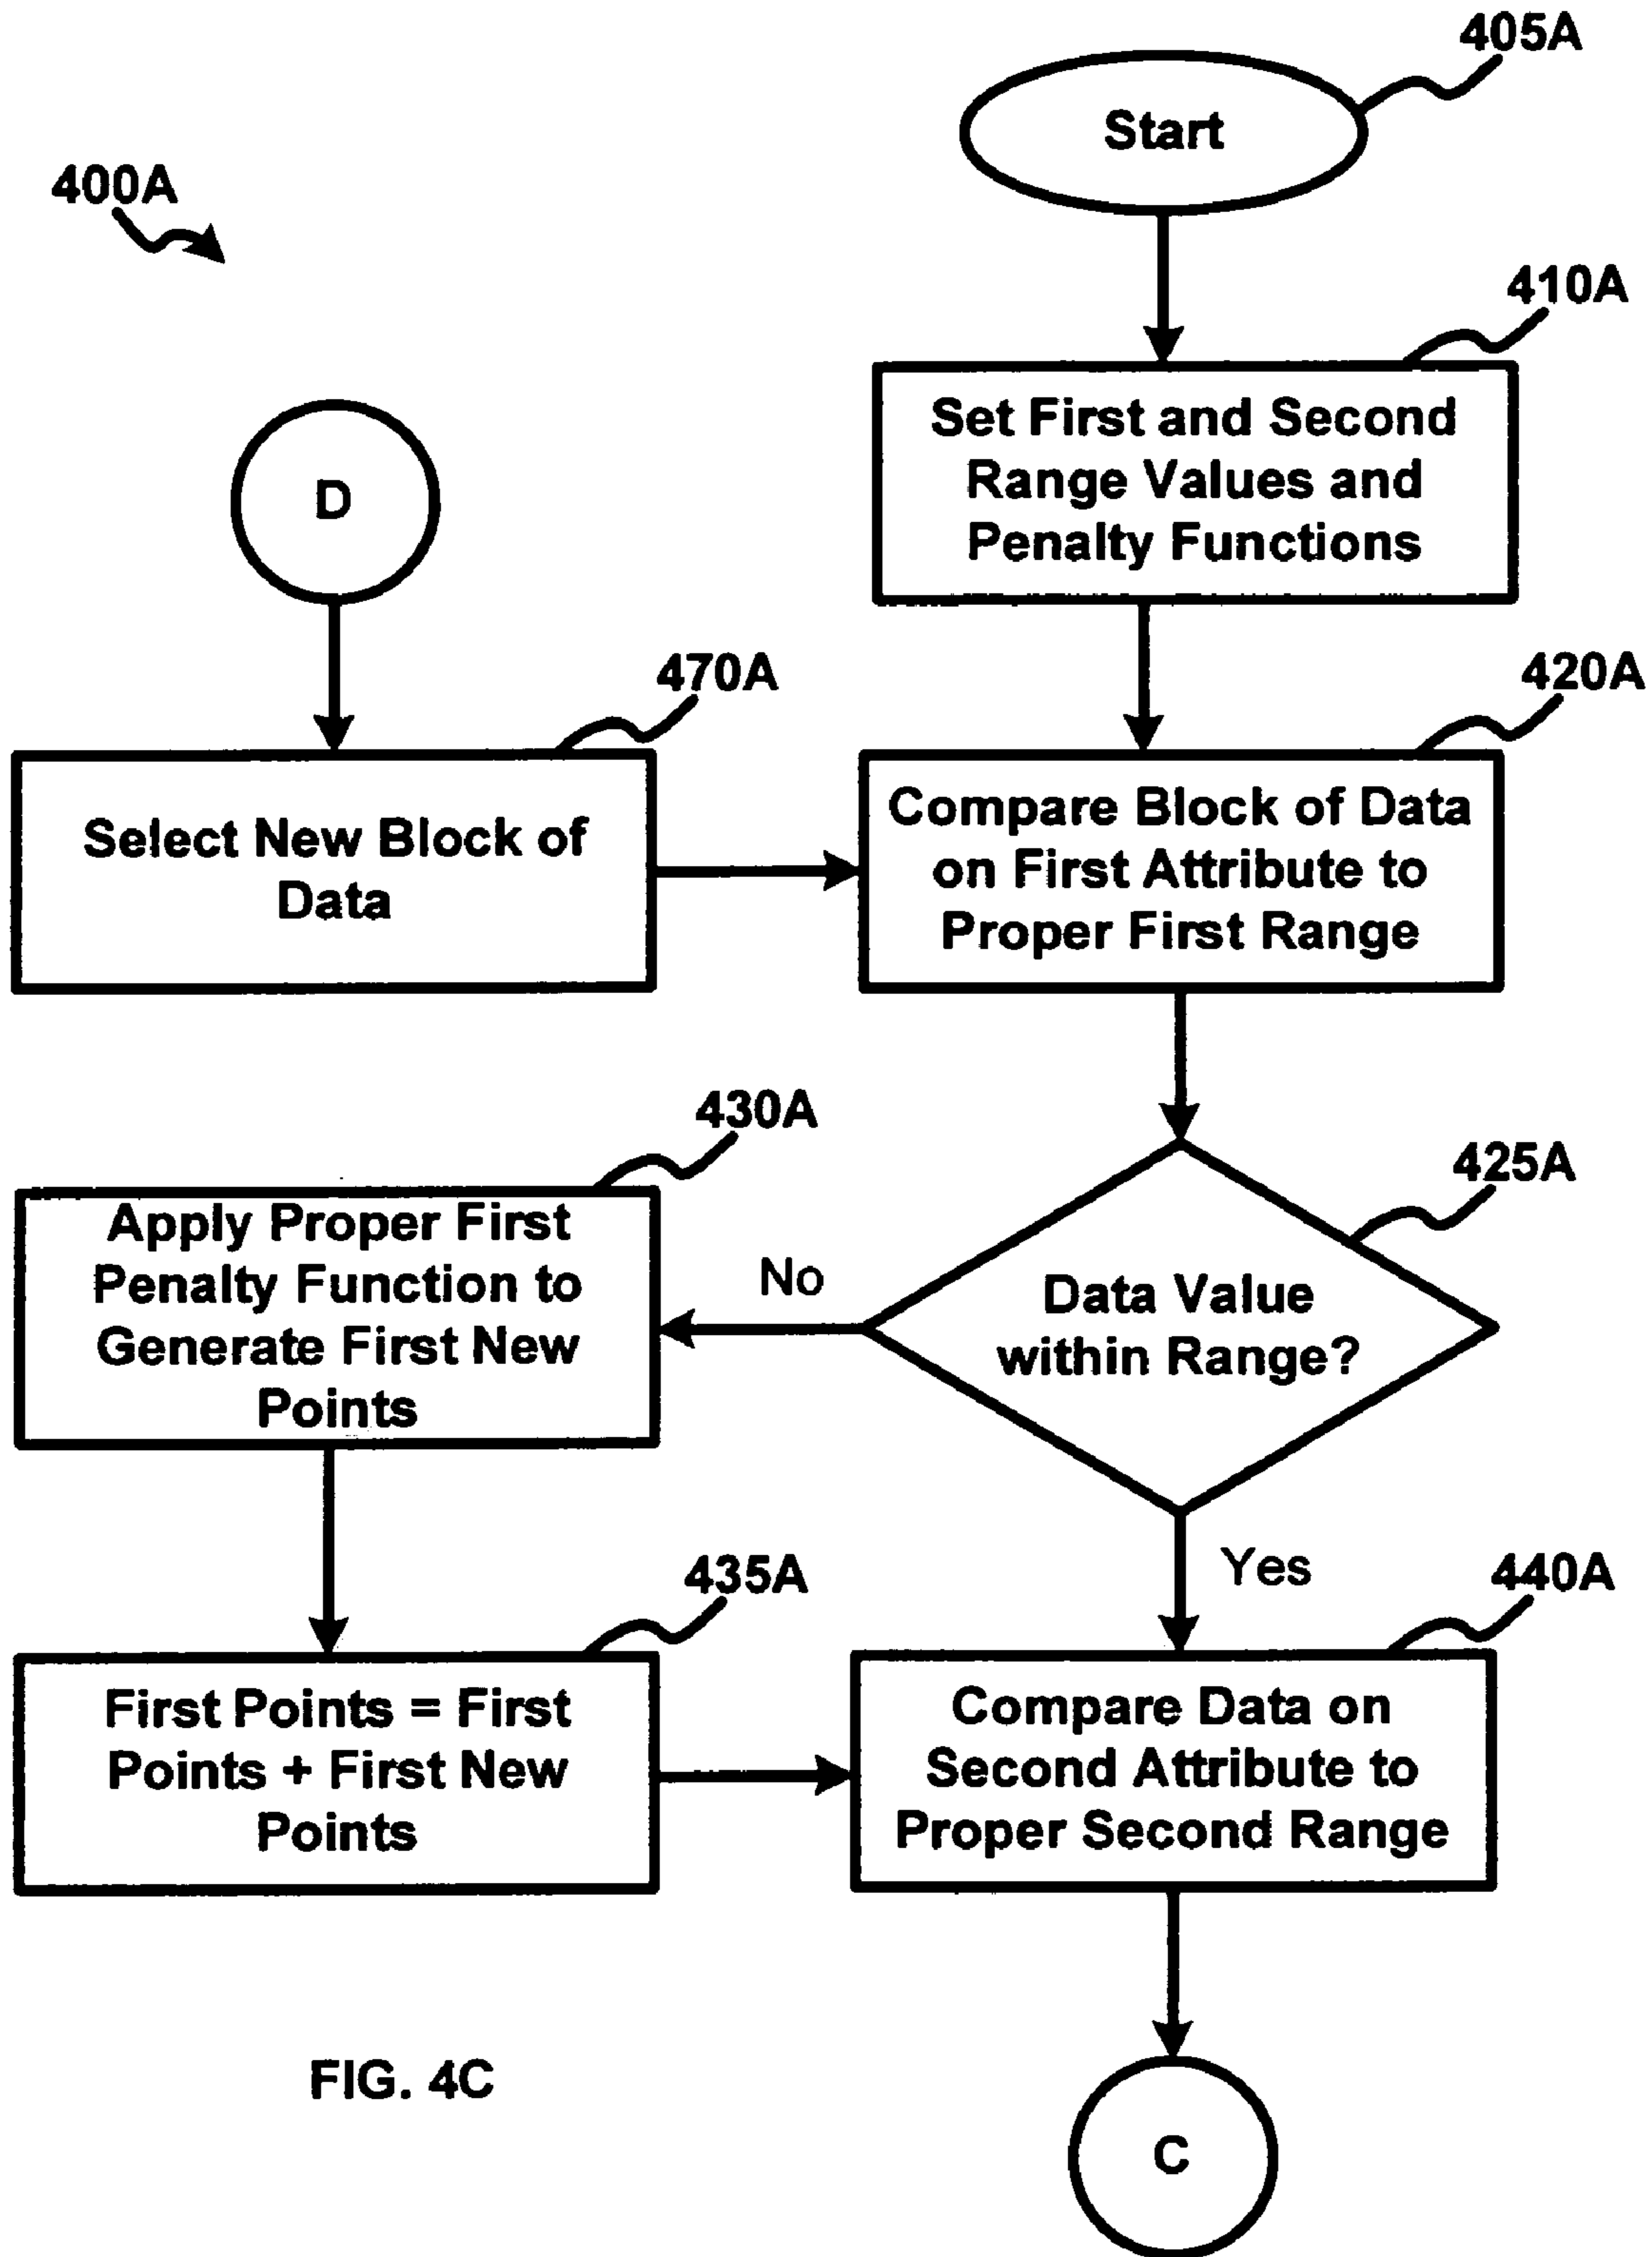 405A
Start
400A
410A
Set First and Second
Range Values and
Penalty Functions
D
470A
420A
Select New Block of
Data
Compare Block of Data
on First Attribute to
Proper First Range
430A
425A
Apply Proper First
Penalty Function to
Generate First New
Points
No
Data Value
within Range?
Yes
435A
440A
First Points = First
Points + First New
Points
Compare Data on
Second Attribute to
Proper Second Range
FIG. 4C
C